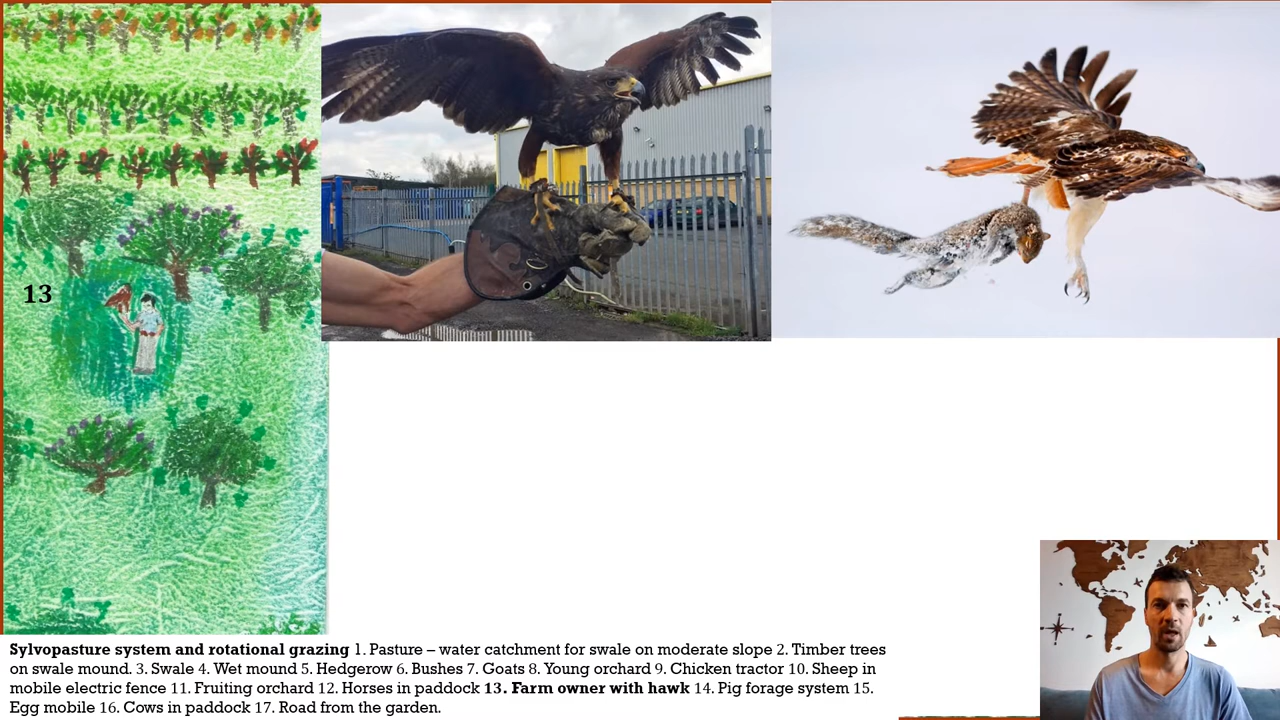 13
Sylvopasture system and rotational grazing 1. Pasture – water catchment for swale on moderate slope 2. Timber trees
on swale mound. 3. Swale 4. Wet mound 5. Hedgerow 6. Bushes 7. Goats 8. Young orchard 9. Chicken tractor 10. Sheep in
mobile electric fence 11. Fruiting orchard 12. Horses in paddock 13. Farm owner with hawk 14. Pig forage system 15.
Egg mobile 16. Cows in paddock 17. Road from the garden.